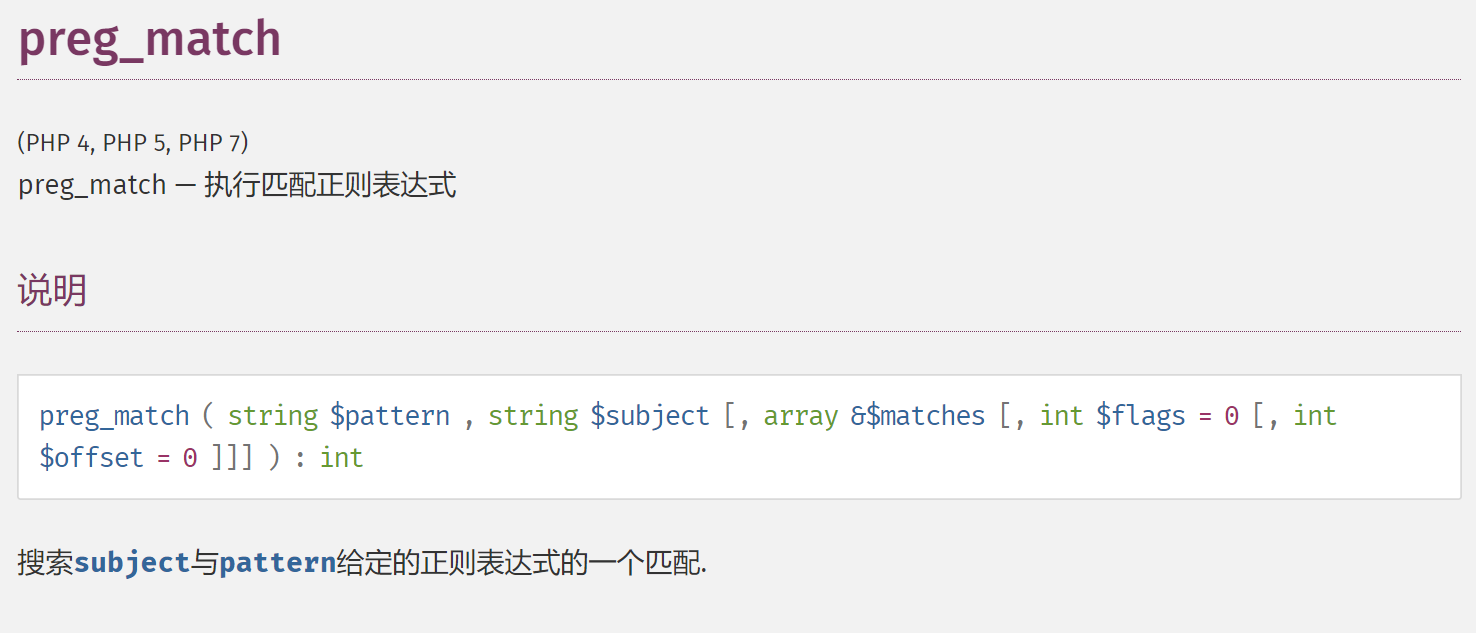 preg_match
(PHP 4, PHP 5, PHP 7)
preg_match — 执行匹配正则表达式
说明
preg_match ( string $pattern , string $subject [, array &$matches [, int $flags = 0 [, int
$offset = 0 ]]] ) : int
搜索subject与pattern给定的正则表达式的一个匹配.